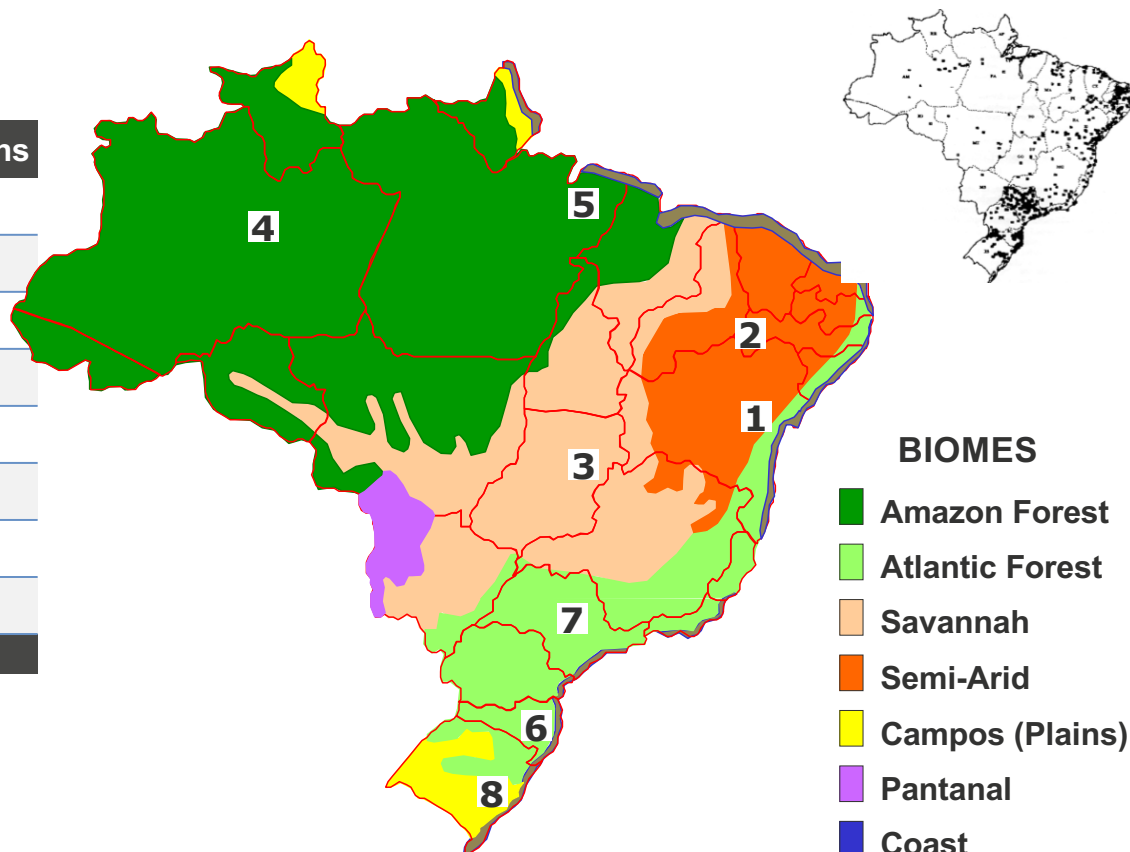 ns
4
5
2
1
3
7
6
8
BIOMES
Amazon Forest
Atlantic Forest
Savannah
Semi-Arid
Campos (Plains)
Pantanal
Coast